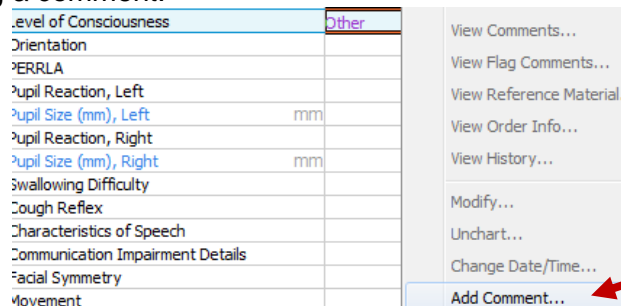 a comment.
Level of Consciousness Other
Orientation
PERRLA
Pupil Reaction, Left
Pupil Size (mm), Left mm
Pupil Reaction, Right
Pupil Size (mm), Right mm
Swallowing Difficulty
Cough Reflex
Characteristics of Speech
Communication Impairment Details
Facial Symmetry
Movement
View Comments...
View Flag Comments...
View Reference Material
View Order Info...
View History...
Modify...
Unchart...
Change Date/Time...
Add Comment...